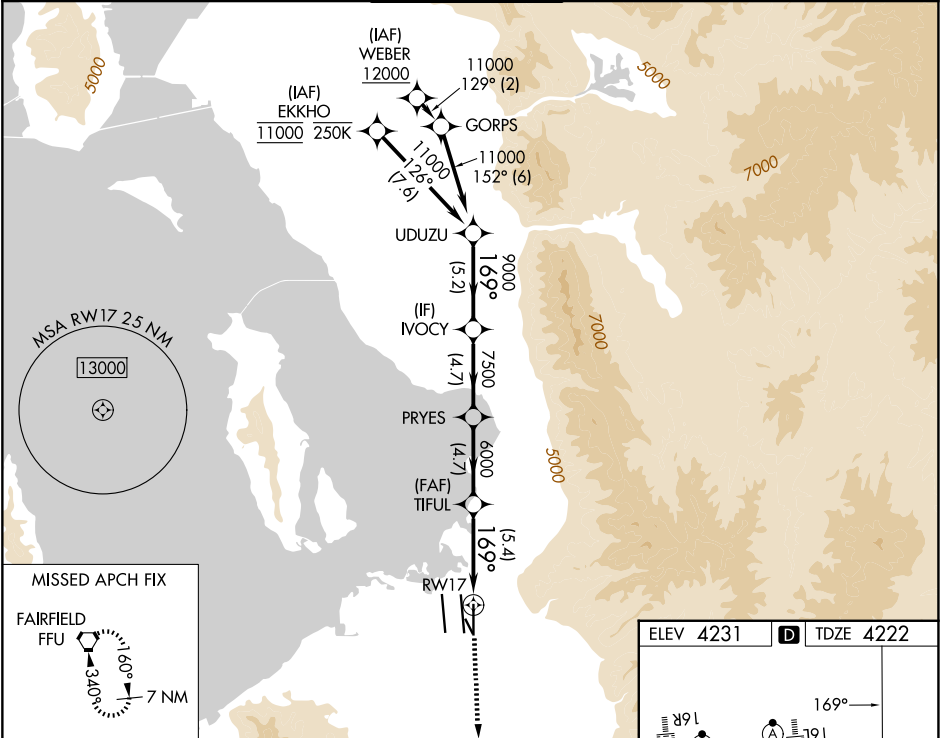 (IAF)
WEBER
12000
11000
129° (2)
5000
5000
(IAF)
EKKHO
11000 250K
GORPS
11000
126°
(7.6)
11000
152° (6)
7000
UDUZU
9000
169°
(5.2)
(IF)
IVOCY
7000
MSA RW17 25 NM
13000
7500
(4.7)
PRYES
6000
(4.7)
5000
(FAF)
TIFUL
(5.4)
169°
RW17
MISSED APCH FIX
FAIRFIELD
FFU
160°
340°
7 NM
ELEV 4231 D TDZE 4222
169°
16R
A
16L